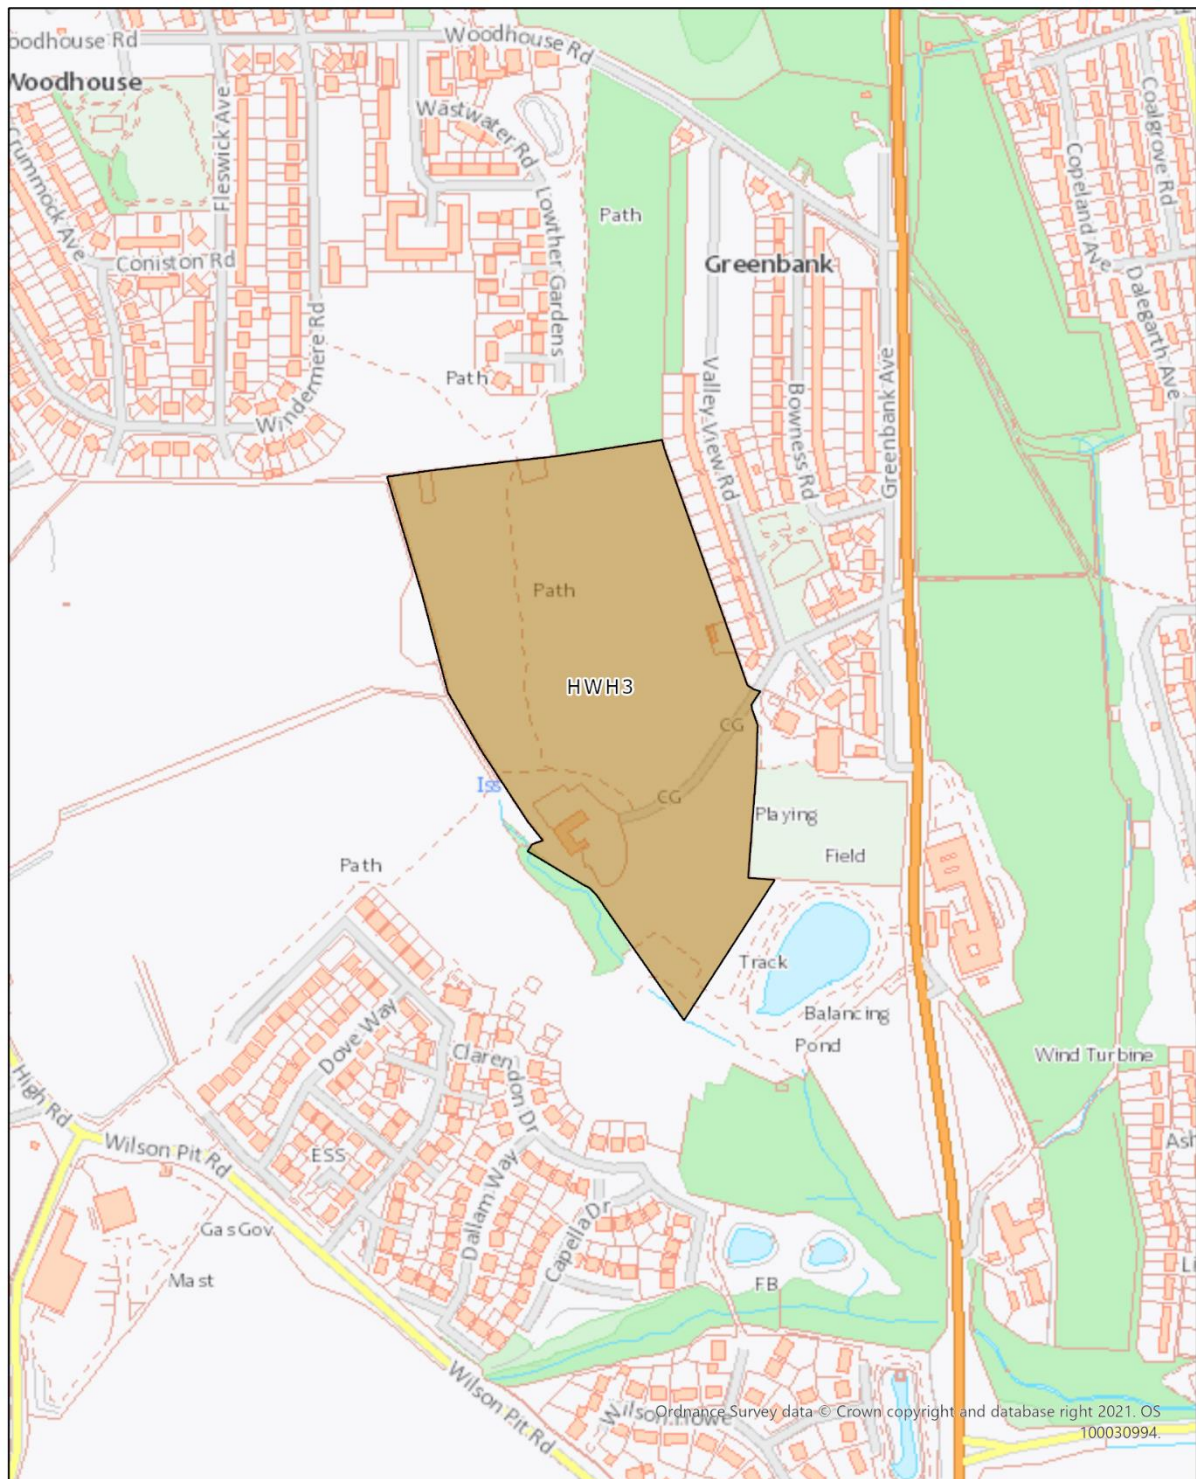 oodhouse Rd
Woodhouse Rd
Woodhouse
Fleswick Ave
Wastwater Rd
Coalgrove Rd
Copeland Ave
Crummock Ave
Lowther Gardens
Path
Coniston Rd
Greenbank
Dalegarth Ave
Windermere Rd
Path
Valley View Rd
Bowness Rd
Greenbank Ave
Path
HWH3
CG
Iss
CG
Playing
Field
Path
Track
Balancing
Pond
Dove Way
Clarendon Dr
Wind Turbine
High Rd
Wilson Pit Rd
ESS
Ash
Dallam Way
Capella Dr
Gas Gov
Mast
FB
Li
Wilson Pit Rd
Wilson Howe
Ordnance Survey data © Crown copyright and database right 2021. OS
100030994.